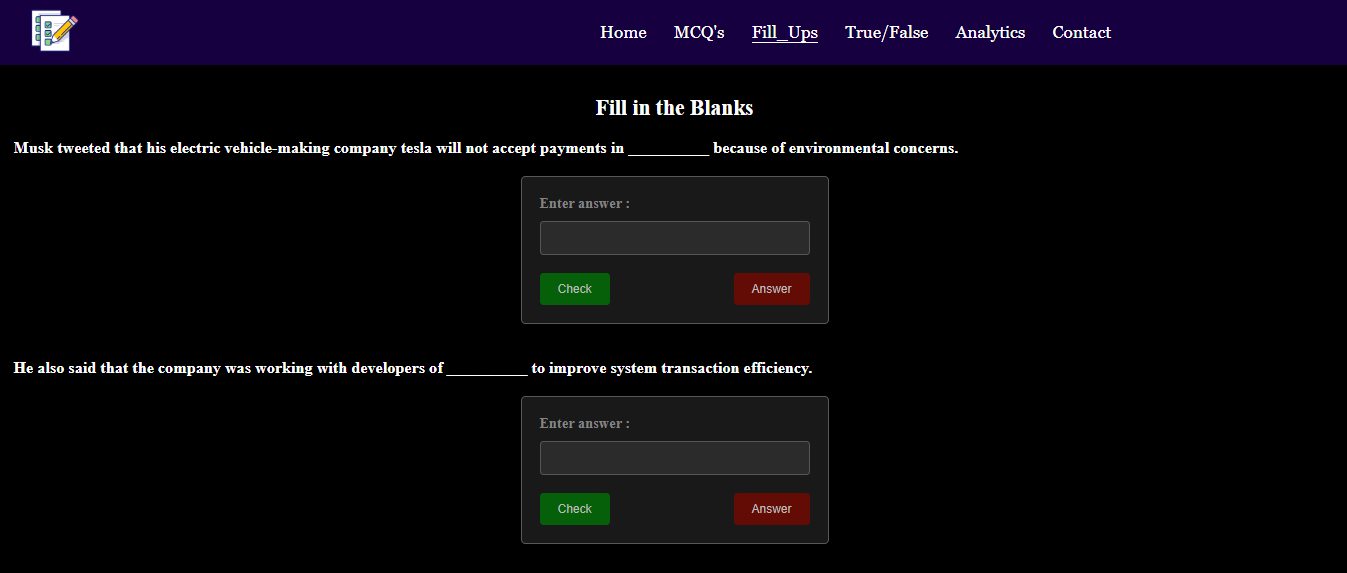 Home MCQ's Fill_Ups True/False Analytics Contact
Fill in the Blanks
Musk tweeted that his electric vehicle-making company tesla will not accept payments in __________ because of environmental concerns.
Enter answer :
Check Answer
He also said that the company was working with developers of __________ to improve system transaction efficiency.
Enter answer :
Check Answer